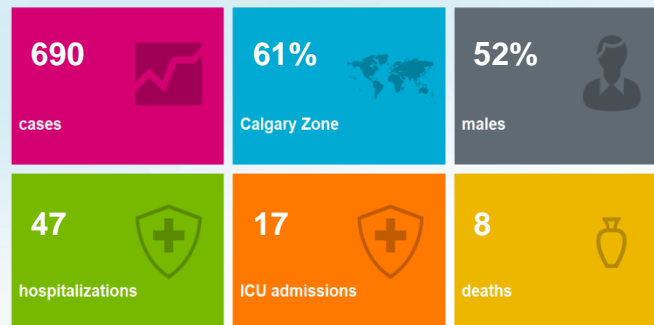 690
cases
61%
Calgary Zone
52%
males
47
hospitalizations
17
ICU admissions
8
deaths